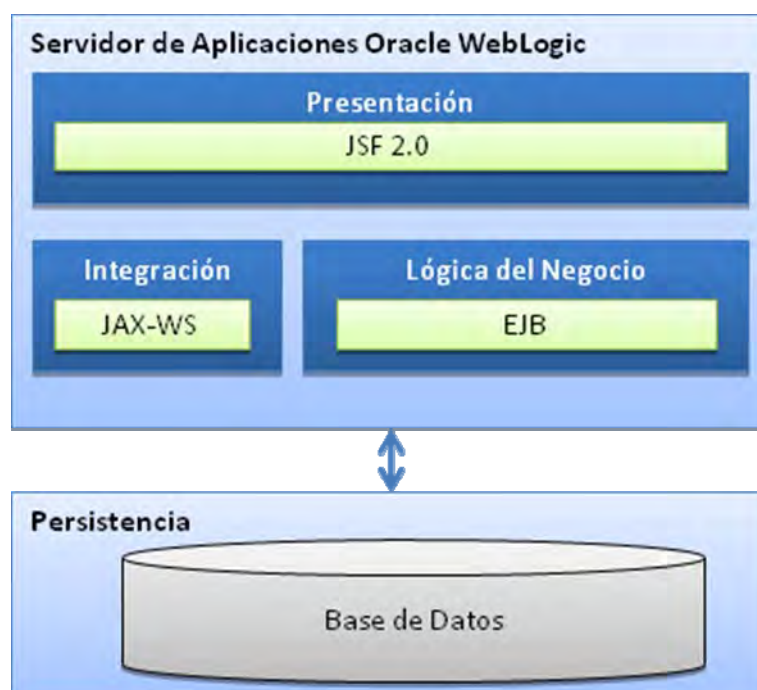 Servidor de Aplicaciones Oracle WebLogic
Presentación
JSF 2.0
Integración
JAX-WS
Lógica del Negocio
EJB
Persistencia
Base de Datos